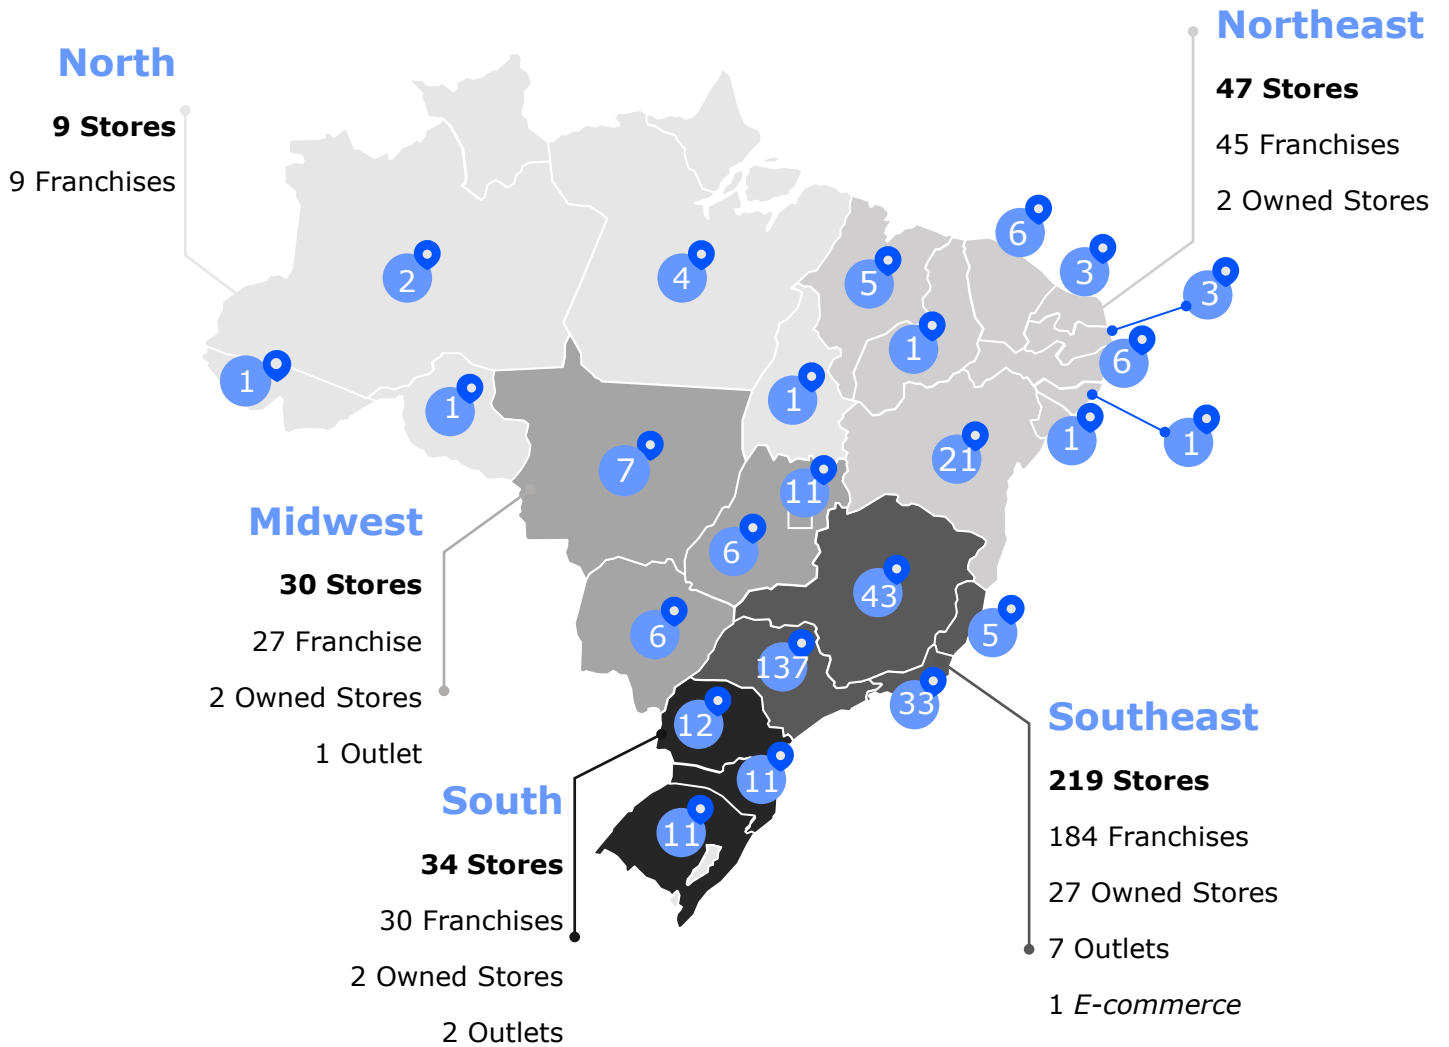 North
9 Stores
9 Franchises
Northeast
47 Stores
45 Franchises
2 Owned Stores
2
4
5
1
6
3
3
6
1
1
1
1
1
21
7
11
6
6
43
5
137
33
12
11
11
Midwest
30 Stores
27 Franchise
2 Owned Stores
1 Outlet
South
34 Stores
30 Franchises
2 Owned Stores
2 Outlets
Southeast
219 Stores
184 Franchises
27 Owned Stores
7 Outlets
1 E-commerce